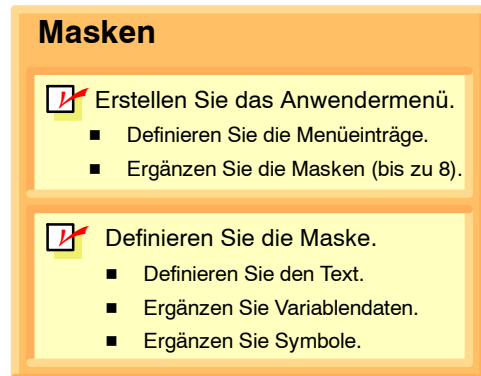 Masken
Erstellen Sie das Anwendermenü.
■ Definieren Sie die Menüeinträge.
■ Ergänzen Sie die Masken (bis zu 8).
Definieren Sie die Maske.
■ Definieren Sie den Text.
■ Ergänzen Sie Variablendaten.
■ Ergänzen Sie Symbole.